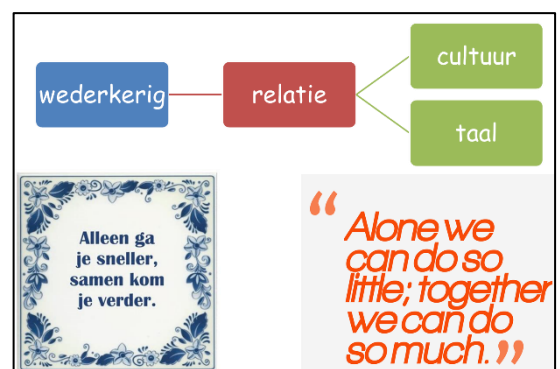 wederkerig
relatie
cultuur
taal
Alleen ga
je sneller,
samen kom
je verder.
“
Alone we
can do so
little; together
we can do
so much. ”